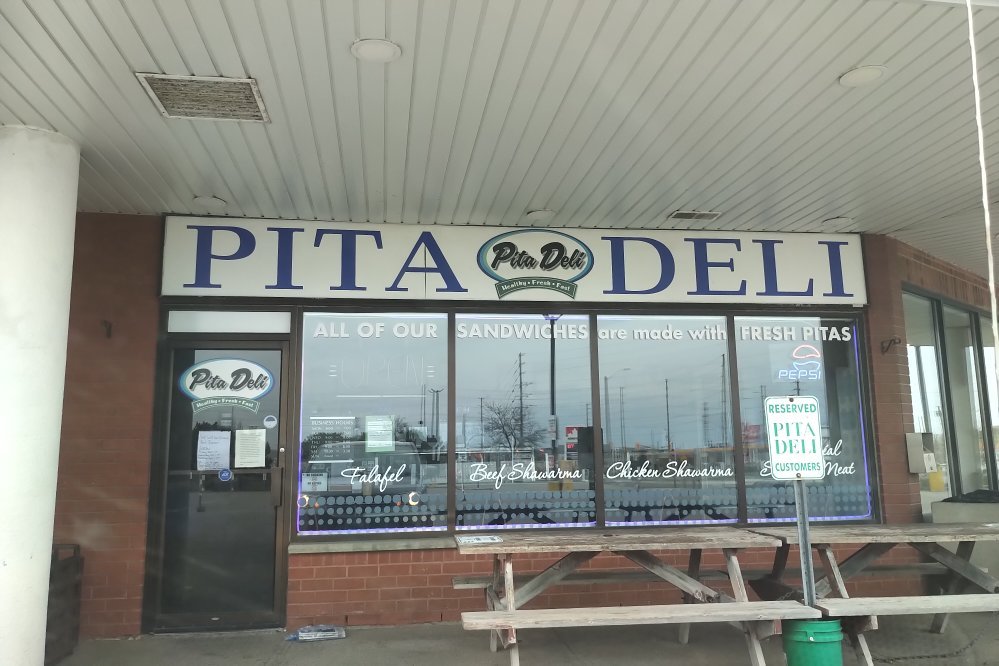 PITA DELI
Pita Deli
Healthy • Fresh • Fast
ALL OF OUR SANDWICHES are made with FRESH PITAS
Pita Deli
Healthy • Fresh • Fast
OPEN
PEPSI
BUSINESS HOURS
Falafel
Beef Shawarma
Chicken Shawarma
Meat
RESERVED
PITA
DELI
CUSTOMERS